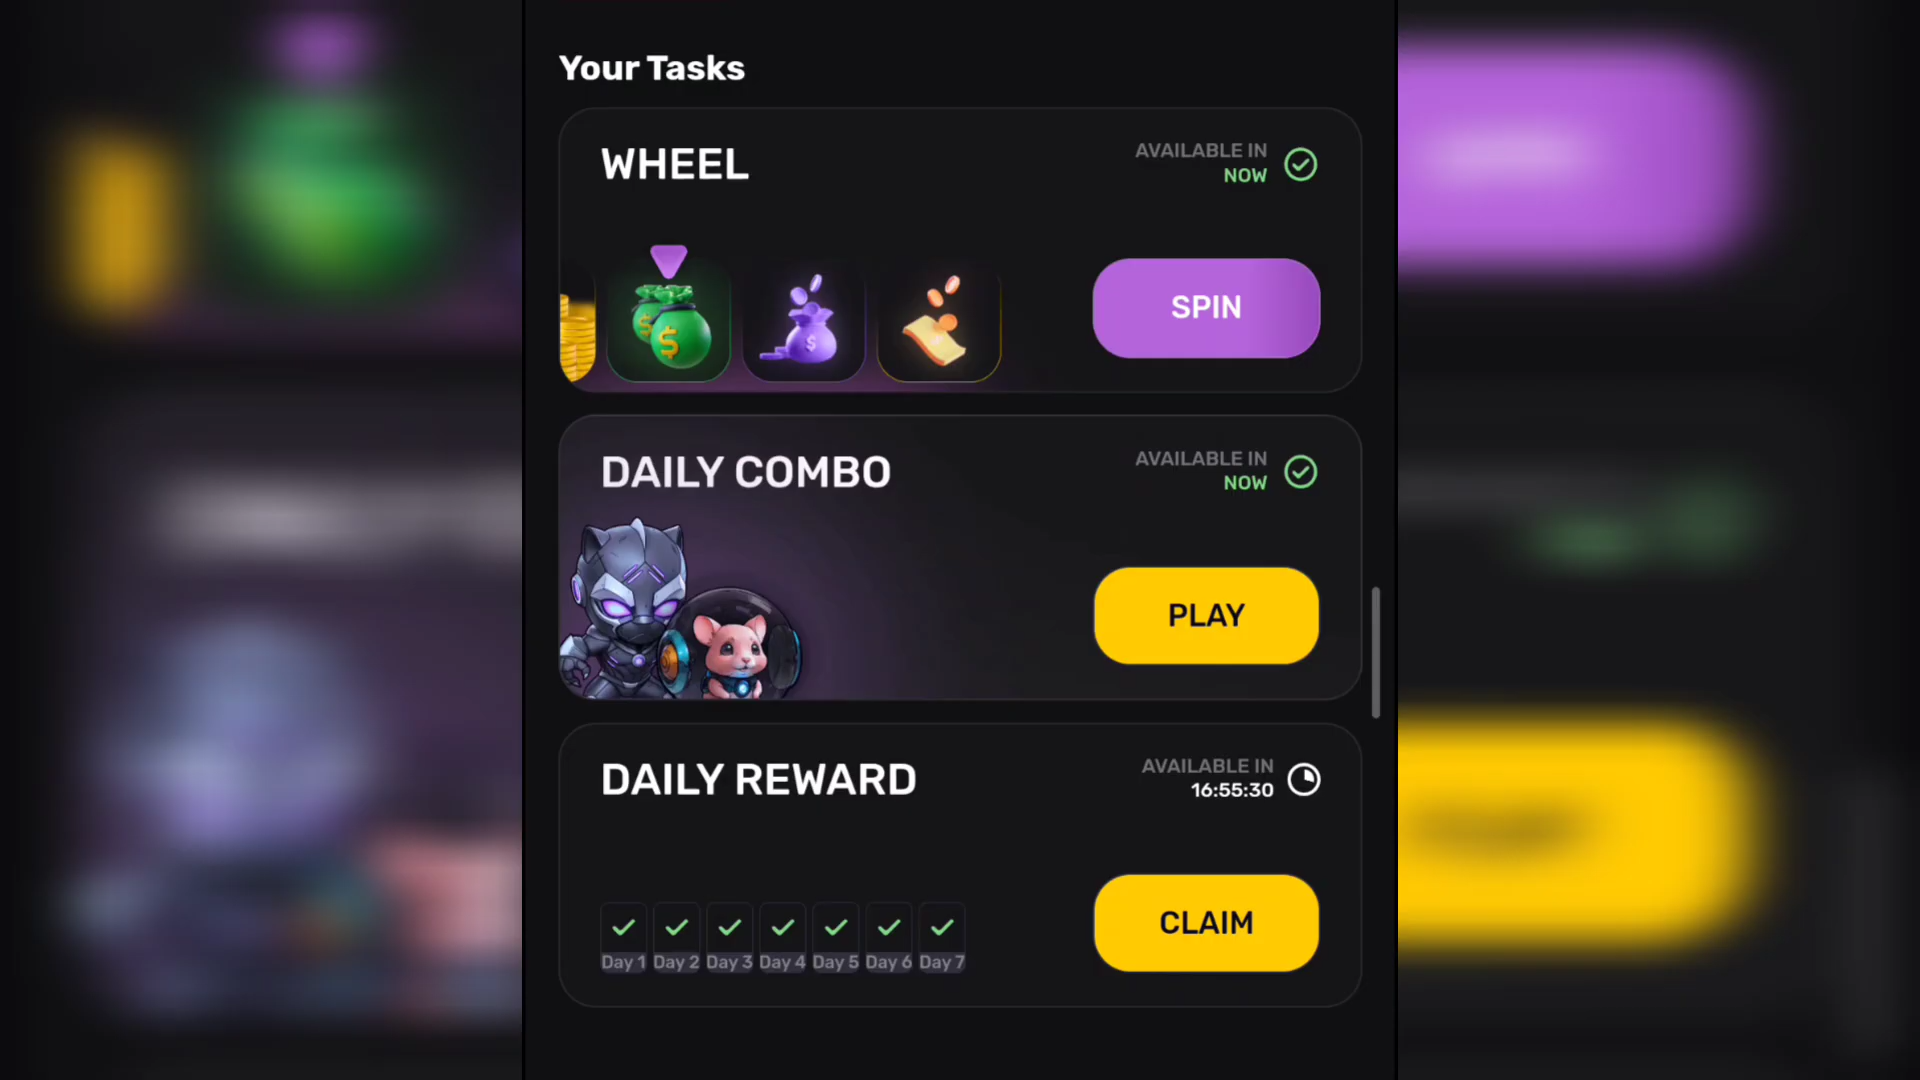 Your Tasks
WHEEL
AVAILABLE IN
NOW
SPIN
DAILY COMBO
AVAILABLE IN
NOW
PLAY
DAILY REWARD
AVAILABLE IN
16:55:30
Day 1 Day 2 Day 3 Day 4 Day 5 Day 6 Day 7
CLAIM